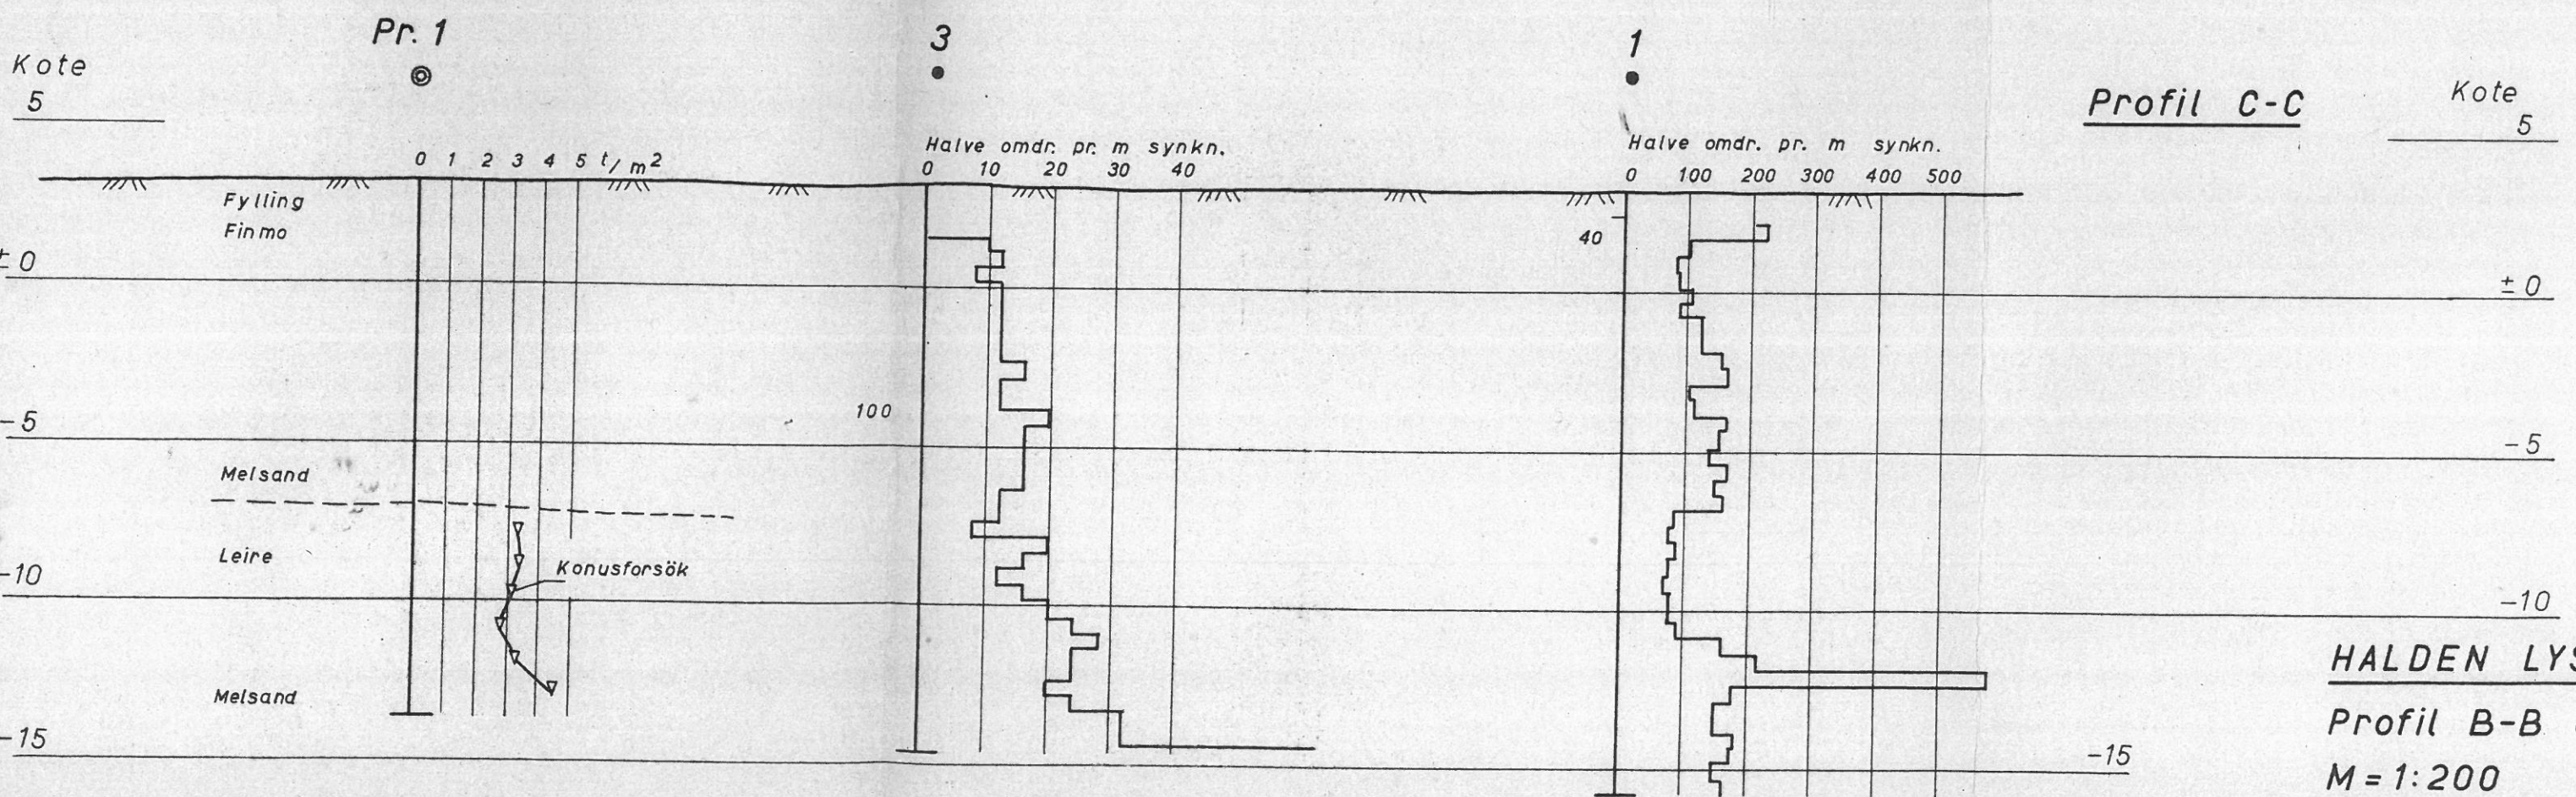 Pr. 1
3
1
Kote
5
Profil C-C
Kote
5
0 1 2 3 4 5 t/m2
Halve omdr. pr. m synkn.
0 10 20 30 40
Halve omdr. pr. m synkn.
0 100 200 300 400 500
Fylling
Finmo
40
± 0
± 0
100
-5
-5
Melsand
Leire
Konusforsök
-10
-10
Melsand
-15
-15
HALDEN LYS
Profil B-B
M = 1:200